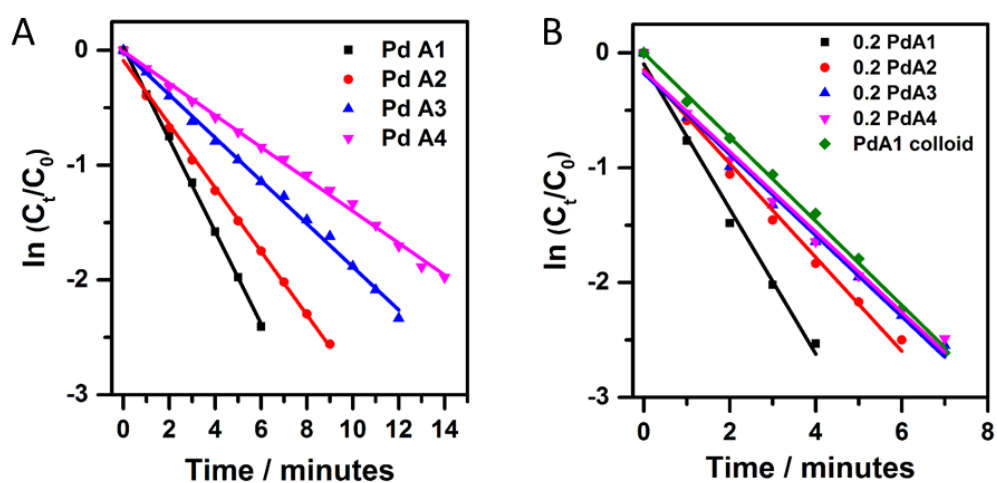 A
ln (Cₜ/C₀)
0
-1
-2
-3
Pd A1
Pd A2
Pd A3
Pd A4
0 2 4 6 8 10 12 14
Time / minutes
B
ln (Cₜ/C₀)
0
-1
-2
-3
0.2 PdA1
0.2 PdA2
0.2 PdA3
0.2 PdA4
PdA1 colloid
0 2 4 6 8
Time / minutes